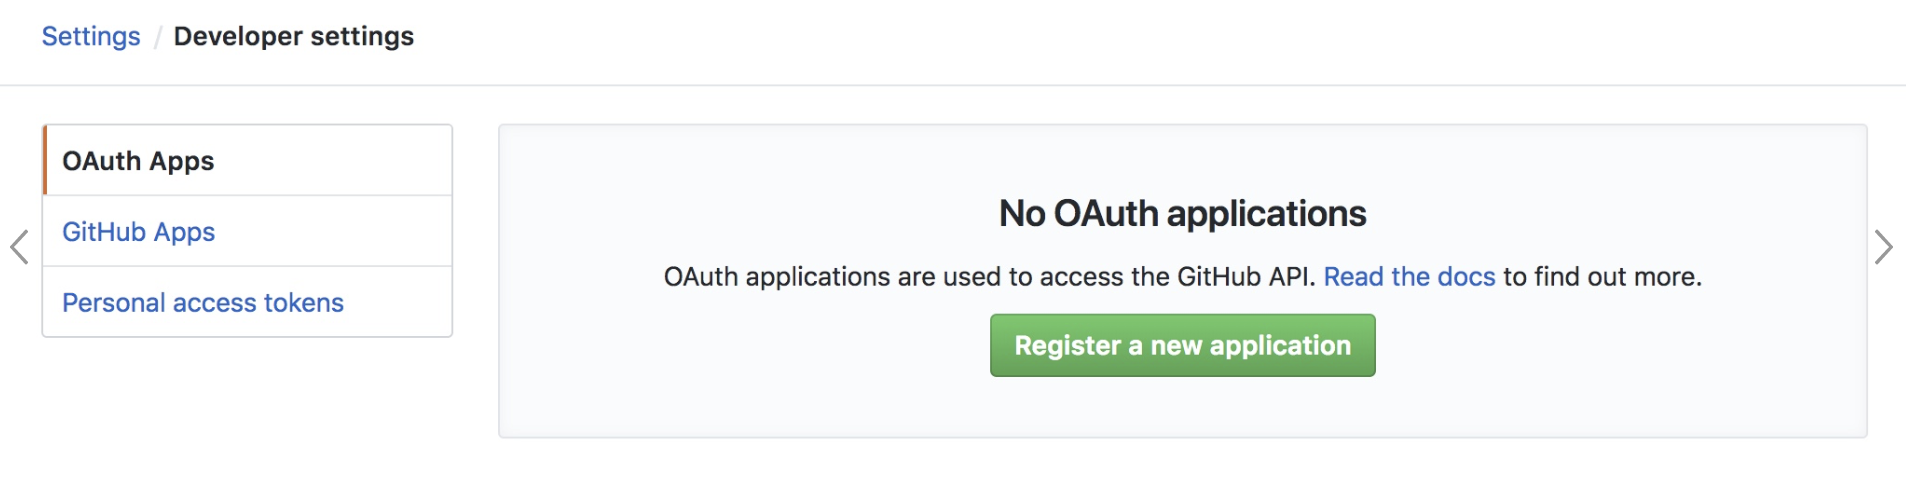 Settings / Developer settings
OAuth Apps
GitHub Apps
Personal access tokens
No OAuth applications
OAuth applications are used to access the GitHub API. Read the docs to find out more.
Register a new application